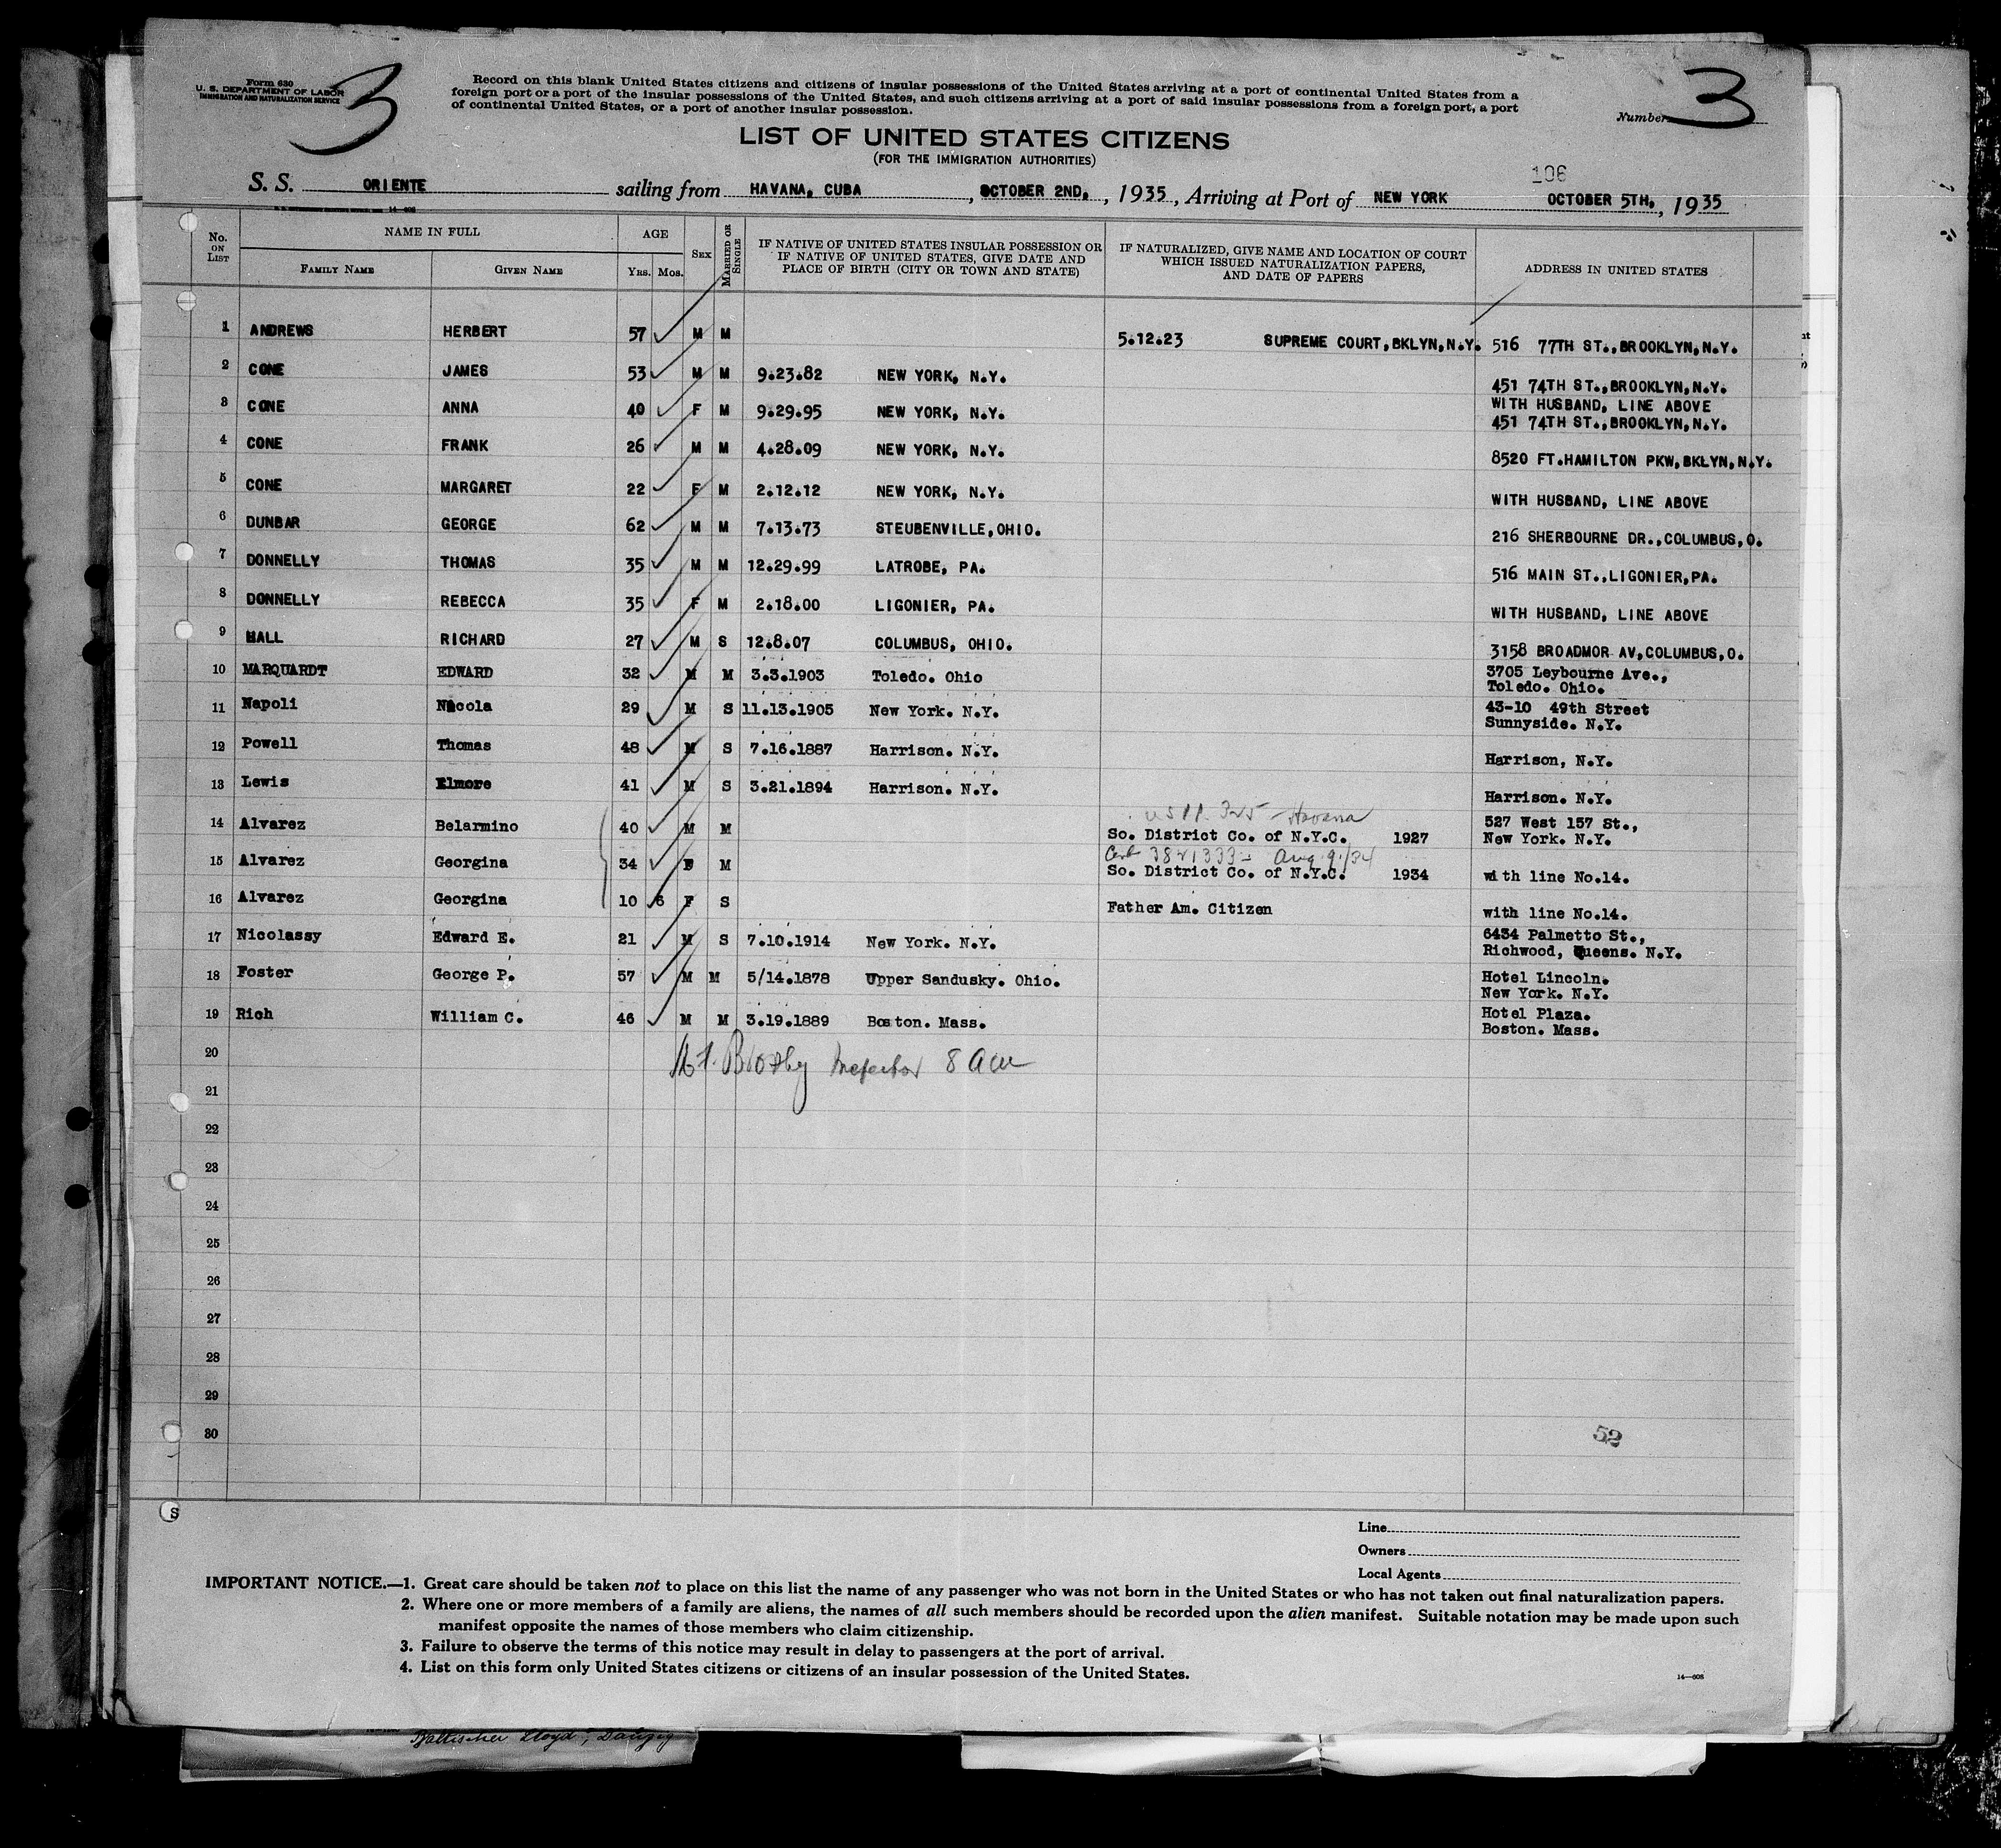 Form 630
U. S. DEPARTMENT OF LABOR
IMMIGRATION AND NATURALIZATION SERVICE
3
Record on this blank United States citizens and citizens of insular possessions of the United States arriving at a port of continental United States from a
foreign port or a port of the insular possessions of the United States, and such citizens arriving at a port of said insular possessions from a foreign port, a port
of continental United States, or a port of another insular possession.
Number 3
LIST OF UNITED STATES CITIZENS
(FOR THE IMMIGRATION AUTHORITIES)
106
S. S. ORIENTE sailing from HAVANA, CUBA, OCTOBER 2ND, , 1935, Arriving at Port of NEW YORK OCTOBER 5TH, , 1935
No. ON LIST
NAME IN FULL
FAMILY NAME GIVEN NAME
AGE
YRS. MOS.
SEX
MARRIED OR SINGLE
IF NATIVE OF UNITED STATES INSULAR POSSESSION OR
IF NATIVE OF UNITED STATES, GIVE DATE AND
PLACE OF BIRTH (CITY OR TOWN AND STATE)
IF NATURALIZED, GIVE NAME AND LOCATION OF COURT
WHICH ISSUED NATURALIZATION PAPERS,
AND DATE OF PAPERS
ADDRESS IN UNITED STATES
1 ANDREWS HERBERT 57 M M 5.12.23 SUPREME COURT,BKLYN,N.Y. 516 77TH ST.,BROOKLYN,N.Y.
2 CONE JAMES 53 M M 9.23.82 NEW YORK, N.Y. 451 74TH ST.,BROOKLYN,N.Y.
3 CONE ANNA 40 F M 9.29.95 NEW YORK, N.Y. WITH HUSBAND, LINE ABOVE
451 74TH ST.,BROOKLYN,N.Y.
4 CONE FRANK 26 M M 4.28.09 NEW YORK, N.Y. 8520 FT.HAMILTON PKW,BKLYN,N.Y.
5 CONE MARGARET 22 F M 2.12.12 NEW YORK, N.Y. WITH HUSBAND, LINE ABOVE
6 DUNBAR GEORGE 62 M M 7.13.73 STEUBENVILLE,OHIO. 216 SHERBOURNE DR.,COLUMBUS,O.
7 DONNELLY THOMAS 35 M M 12.29.99 LATROBE, PA. 516 MAIN ST.,LIGONIER,PA.
8 DONNELLY REBECCA 35 F M 2.18.00 LIGONIER, PA. WITH HUSBAND, LINE ABOVE
9 HALL RICHARD 27 M S 12.8.07 COLUMBUS, OHIO. 3158 BROADMOR AV,COLUMBUS,O.
10 MARQUARDT EDWARD 32 M M 3.3.1903 Toledo. Ohio 3705 Leybourne Ave.,
Toledo. Ohio.
11 Napoli Nicola 29 M S 11.13.1905 New York. N.Y. 43-10 49th Street
Sunnyside. N.Y.
12 Powell Thomas 48 M S 7.16.1887 Harrison. N.Y. Harrison, N.Y.
13 Lewis Elmore 41 M S 3.21.1894 Harrison. N.Y. Harrison. N.Y.
Havana
14 Alvarez Belarmino 40 M M So. District Co. of N.Y.C. 1927 527 West 157 St.,
New York. N.Y.
Aug. 9/34
15 Alvarez Georgina 34 F M So. District Co. of N.Y.C. 1934 with line No.14.
16 Alvarez Georgina 10 6 F S Father Am. Citizen with line No.14.
17 Nicolassy Edward E. 21 M S 7.10.1914 New York. N.Y. 6434 Palmetto St.,
Richwood, Queens. N.Y.
18 Foster George P. 57 M M 5/14.1878 Upper Sandusky. Ohio. Hotel Lincoln.
New York. N.Y.
19 Rich William C. 46 M M 3.19.1889 Boston. Mass. Hotel Plaza.
Boston. Mass.
20
Inspector 8 am
21
22
23
24
25
26
27
28
29
30
52
S
Line
Owners
Local Agents
IMPORTANT NOTICE.—1. Great care should be taken not to place on this list the name of any passenger who was not born in the United States or who has not taken out final naturalization papers.
2. Where one or more members of a family are aliens, the names of all such members should be recorded upon the alien manifest. Suitable notation may be made upon such
manifest opposite the names of those members who claim citizenship.
3. Failure to observe the terms of this notice may result in delay to passengers at the port of arrival.
4. List on this form only United States citizens or citizens of an insular possession of the United States.
14—608
Baltischer Lloyd, Danzig